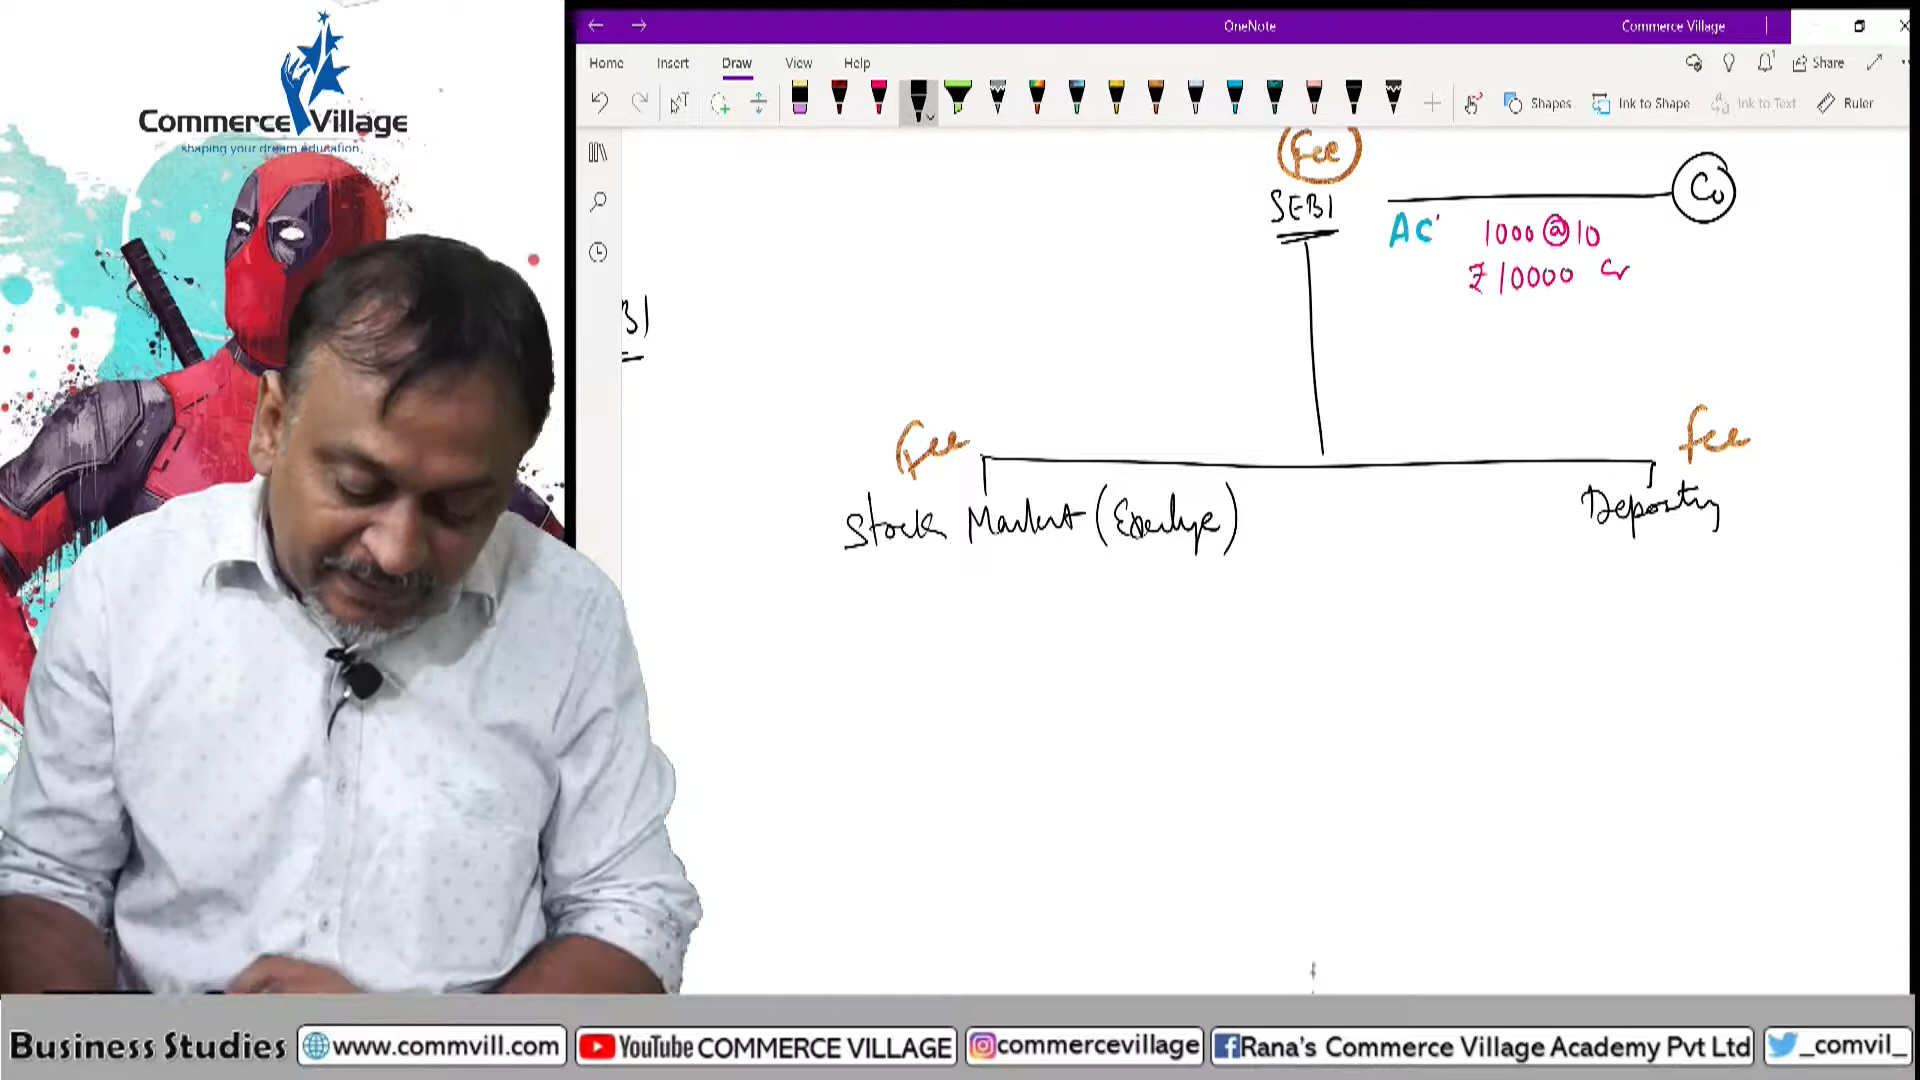 Commerce Village
shaping your dream education,
OneNote
Commerce Village
Home Insert Draw View Help
Share
Shapes
Ink to Shape
Ink to Text
Ruler
Fee
SEBI
Co
AC
1000 @ 10
₹ 10000 Cr
BI
Fee
Fee
Stock Market (Exchange)
Depository
Business Studies
www.commvill.com
YouTube COMMERCE VILLAGE
commercevillage
Rana's Commerce Village Academy Pvt Ltd
_comvil_